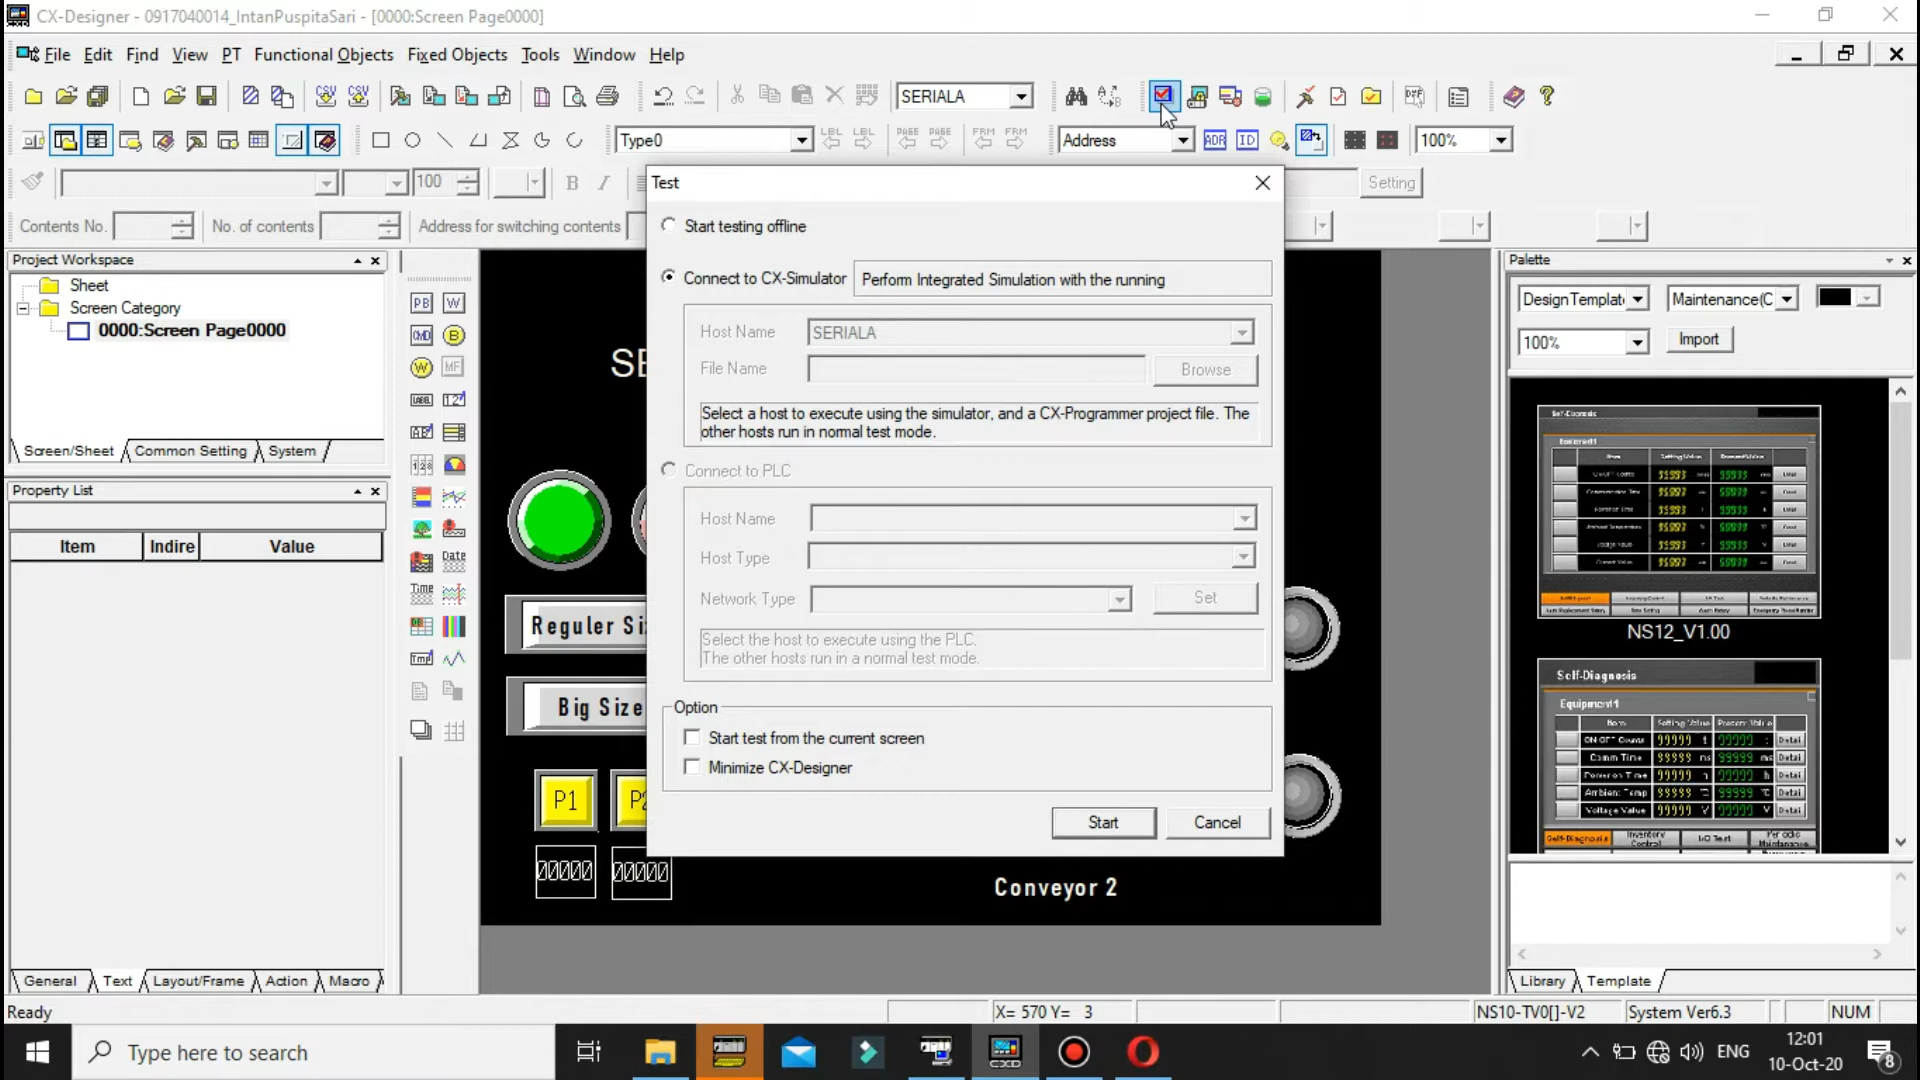 CX-Designer - 0917040014_IntanPuspitaSari - [0000:Screen Page0000]
File Edit Find View PT Functional Objects Fixed Objects Tools Window Help
SERIALA
Type0
Address
100%
100
Setting
Contents No. No. of contents Address for switching contents
Project Workspace
Sheet
Screen Category
0000:Screen Page0000
Screen/Sheet Common Setting System
Property List
Item Indire Value
General Text Layout/Frame Action Macro
SE
Reguler Si
Big Size
P1
00000 00000
Conveyor 2
Test
Start testing offline
Connect to CX-Simulator Perform Integrated Simulation with the running
Host Name SERIALA
File Name Browse
Select a host to execute using the simulator, and a CX-Programmer project file. The
other hosts run in normal test mode.
Connect to PLC
Host Name
Host Type
Network Type Set
Select the host to execute using the PLC.
The other hosts run in a normal test mode.
Option
Start test from the current screen
Minimize CX-Designer
Start Cancel
Palette
DesignTemplat Maintenance(C
100% Import
NS12_V1.00
Self-Diagnosis
Equipment1
Library Template
Ready X= 570 Y= 3 NS10-TV0[]-V2 System Ver6.3 NUM
Type here to search
ENG
12:01
10-Oct-20
8